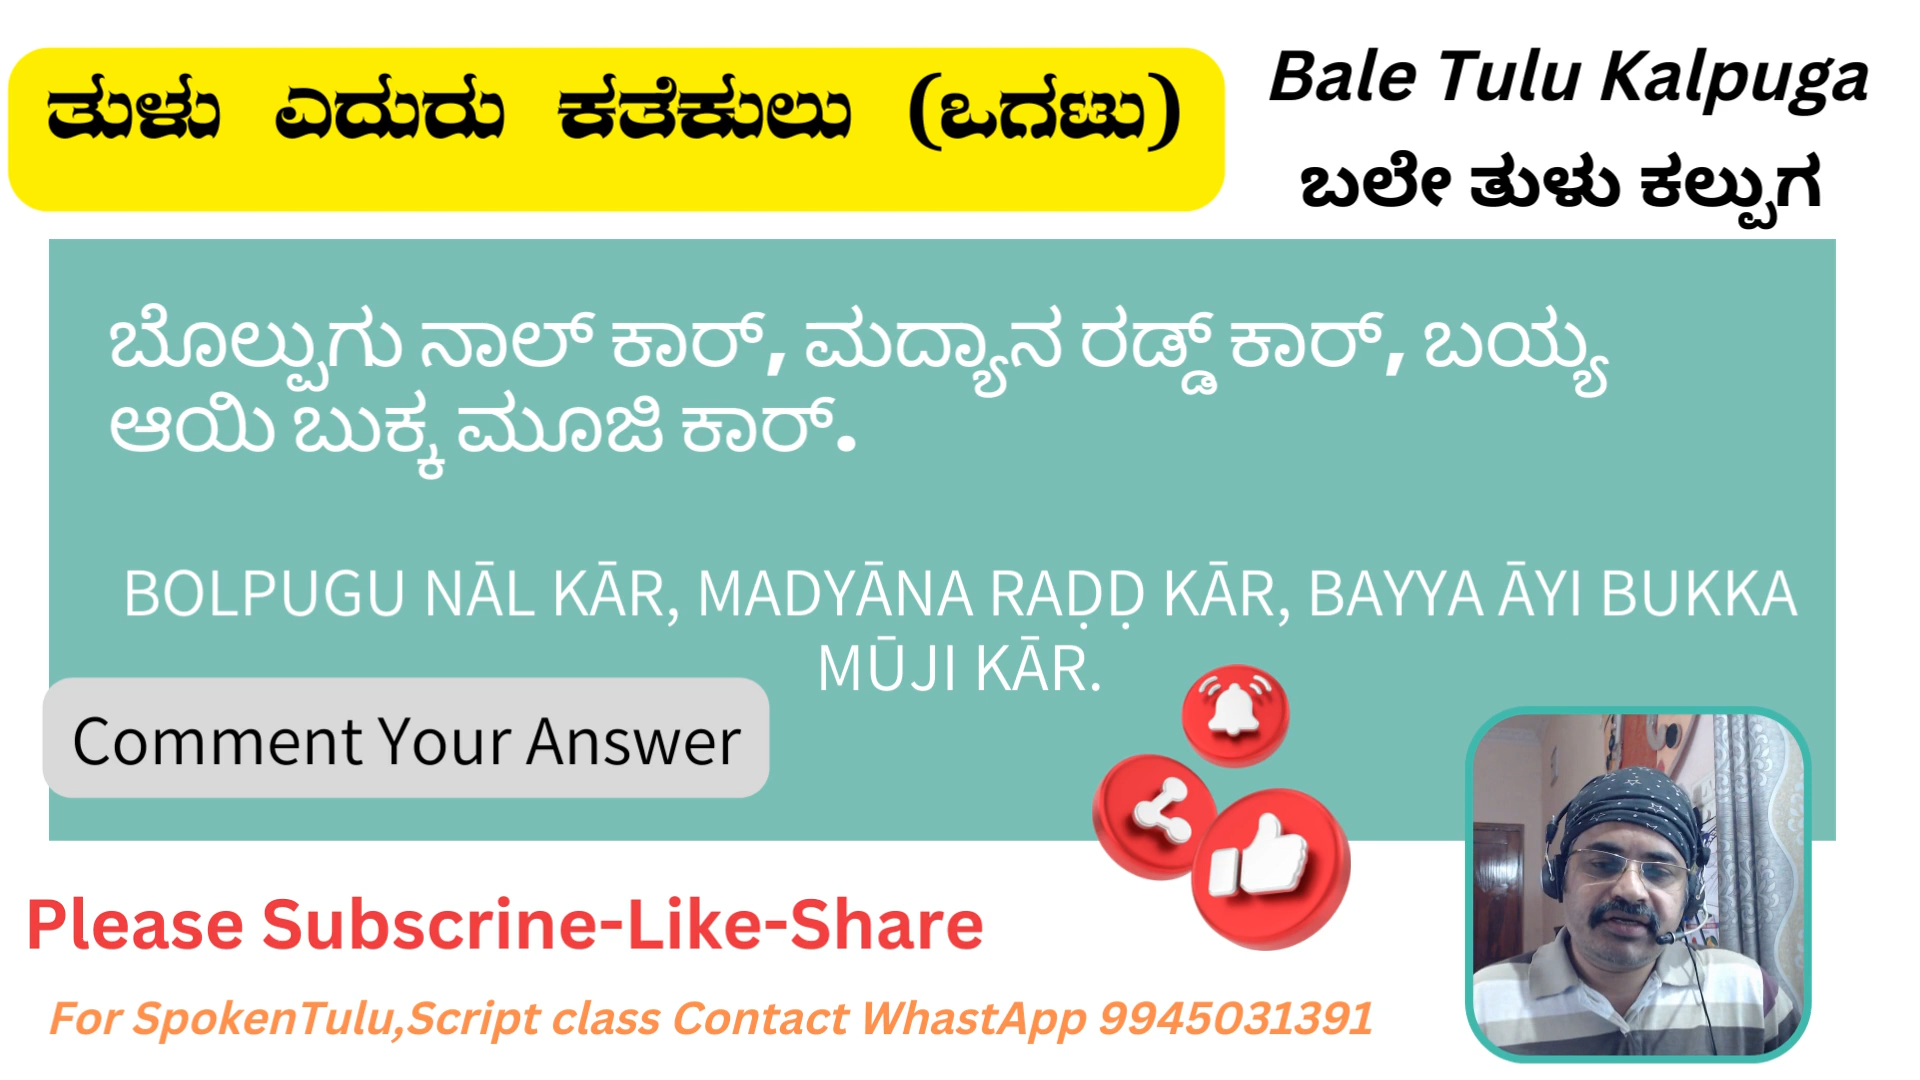 ತುಳು ಎದುರು ಕತೆಕುಲು (ಒಗಟು)
Bale Tulu Kalpuga
ಬಲೇ ತುಳು ಕಲ್ಪುಗ
ಬೊಲ್ಪುಗು ನಾಲ್ ಕಾರ್, ಮದ್ಯಾನ ರಡ್ಡ್ ಕಾರ್, ಬಯ್ಯ
ಆಯಿ ಬುಕ್ಕ ಮೂಜಿ ಕಾರ್.
BOLPUGU NĀL KĀR, MADYĀNA RAḌḌ KĀR, BAYYA ĀYI BUKKA
MŪJI KĀR.
Comment Your Answer
Please Subscrine-Like-Share
For SpokenTulu,Script class Contact WhastApp 9945031391